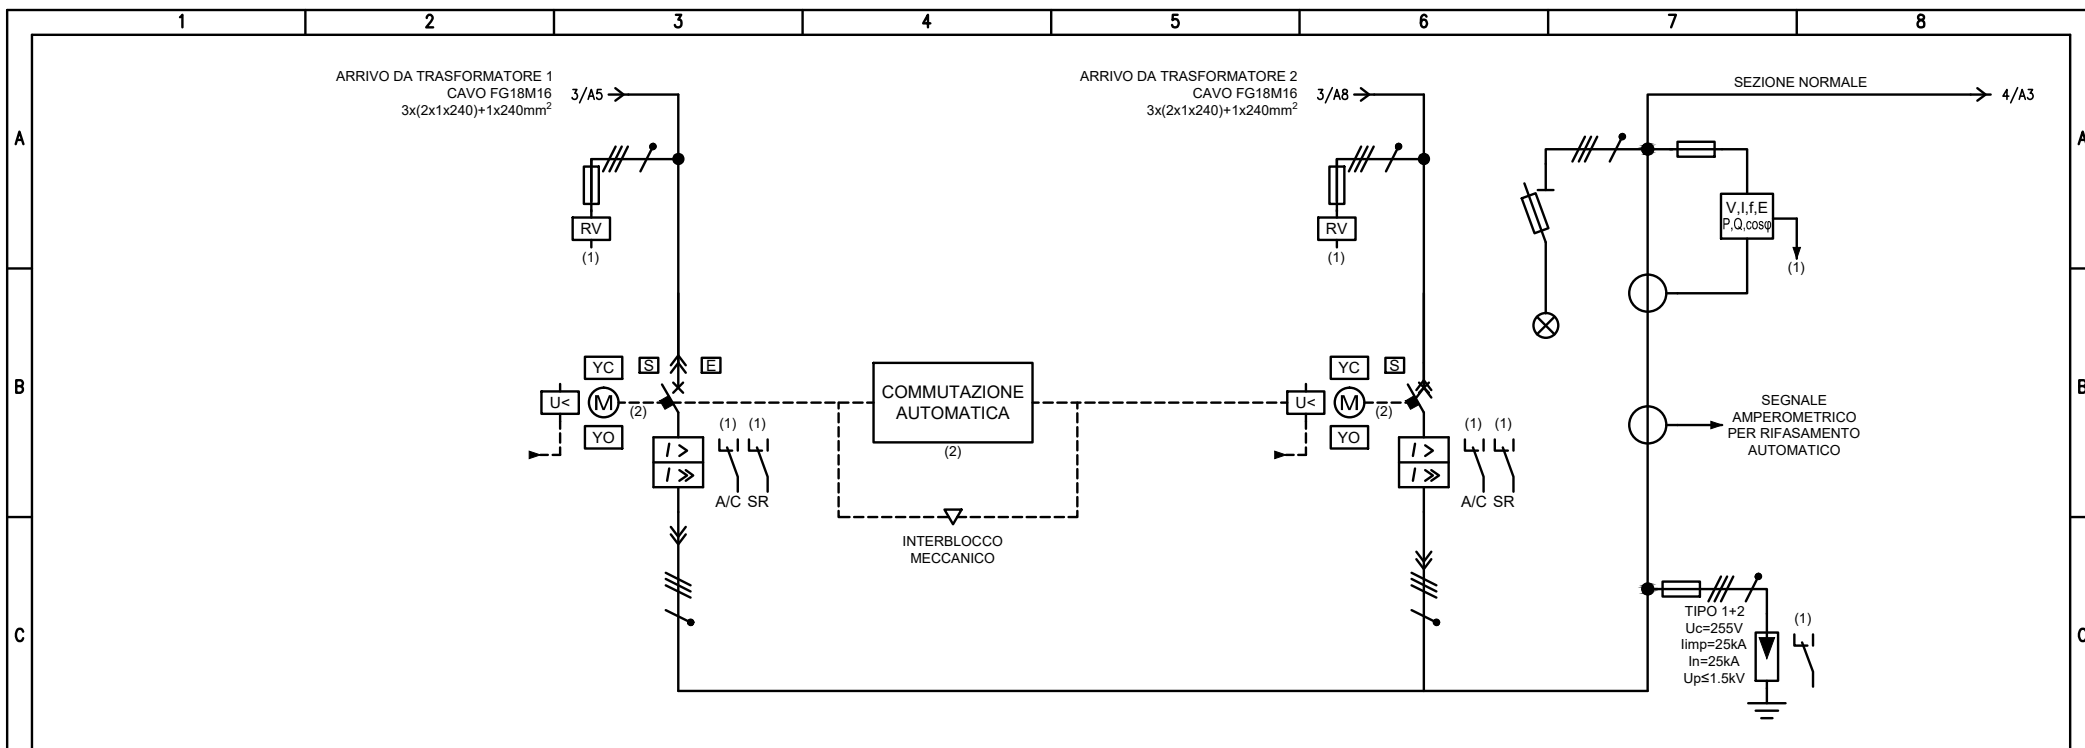 1 2 3 4 5 6 7 8
A
B
C
A
B
C
ARRIVO DA TRASFORMATORE 1
CAVO FG18M16
3x(2x1x240)+1x240mm²
3/A5
RV
(1)
ARRIVO DA TRASFORMATORE 2
CAVO FG18M16
3x(2x1x240)+1x240mm²
3/A8
RV
(1)
SEZIONE NORMALE
4/A3
V,I,f,E
P,Q,cosφ
(1)
YC
S
E
U<
M
(2)
YO
I >
I ≫
(1) (1)
A/C SR
COMMUTAZIONE
AUTOMATICA
(2)
INTERBLOCCO
MECCANICO
YC
S
U<
M
(2)
YO
I >
I ≫
(1) (1)
A/C SR
SEGNALE
AMPEROMETRICO
PER RIFASAMENTO
AUTOMATICO
TIPO 1+2
Uc=255V
Iimp=25kA
In=25kA
Up≤1.5kV
(1)